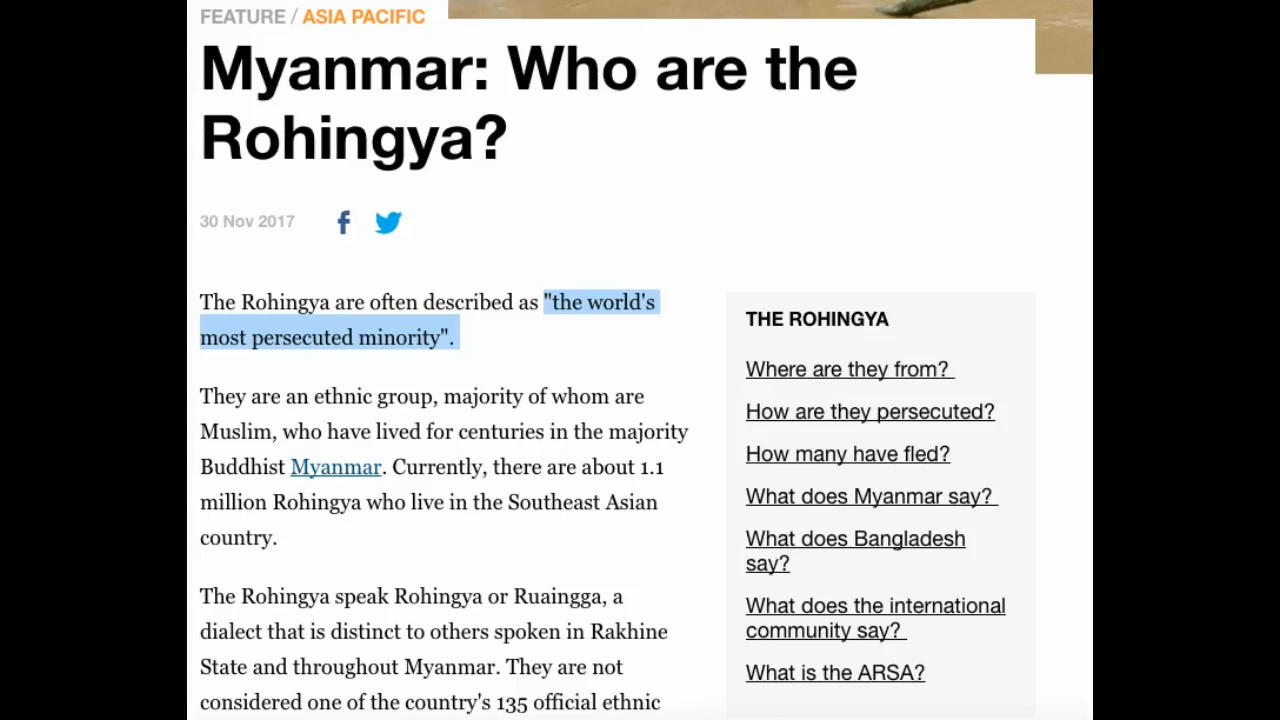 FEATURE / ASIA PACIFIC
Myanmar: Who are the
Rohingya?
30 Nov 2017
The Rohingya are often described as "the world's
most persecuted minority".
They are an ethnic group, majority of whom are
Muslim, who have lived for centuries in the majority
Buddhist Myanmar. Currently, there are about 1.1
million Rohingya who live in the Southeast Asian
country.
The Rohingya speak Rohingya or Ruaingga, a
dialect that is distinct to others spoken in Rakhine
State and throughout Myanmar. They are not
considered one of the country's 135 official ethnic
THE ROHINGYA
Where are they from?
How are they persecuted?
How many have fled?
What does Myanmar say?
What does Bangladesh
say?
What does the international
community say?
What is the ARSA?